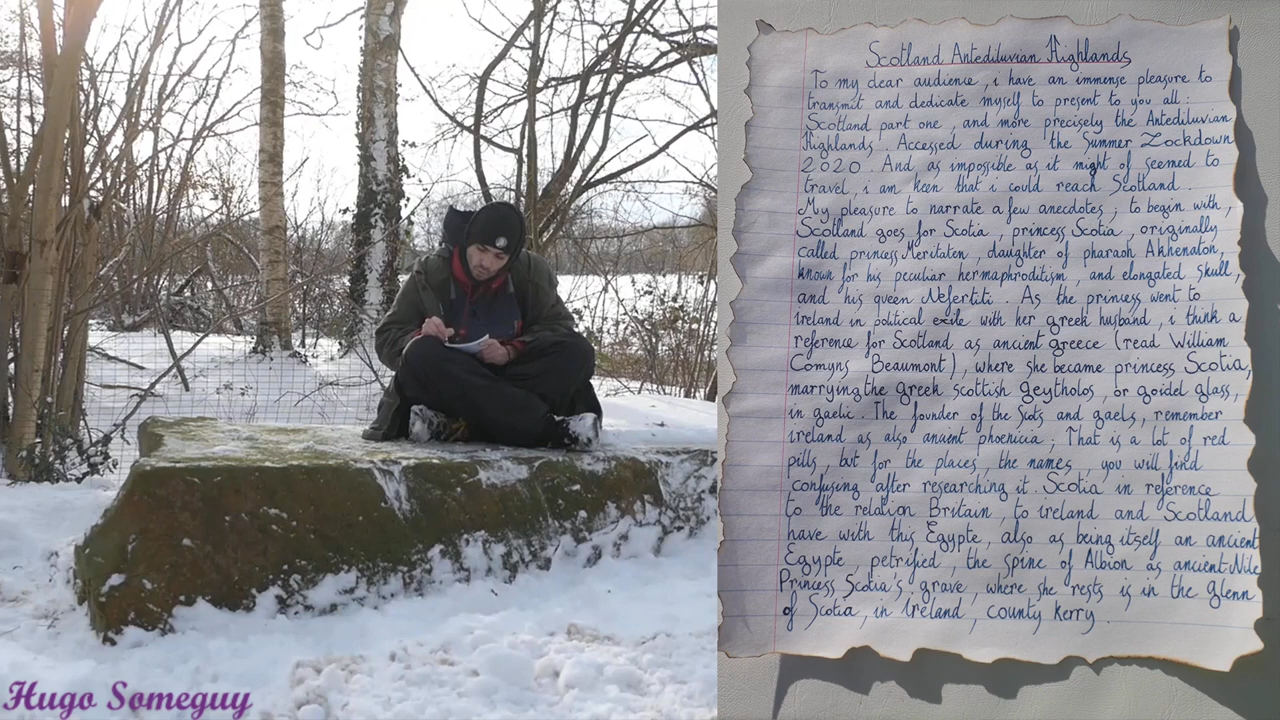 Scotland Antediluvian Highlands
To my dear audience, i have an immense pleasure to
transmit and dedicate myself to present to you all :
Scotland part one, and more precisely the Antediluvian
Highlands. Accessed during the Summer Lockdown
2020. And as impossible as it might of seemed to
travel, i am keen that i could reach Scotland.
My pleasure to narrate a few anecdotes ; to begin with,
Scotland goes for Scotia, princess Scotia, originally
called princess Meritaten, daughter of pharaoh Akhenaton,
known for his peculiar hermaphroditism, and elongated skull,
and his queen Nefertiti. As the princess went to
ireland in political exile with her greek husband, i think a
reference for Scotland as ancient greece (read William
Comyns Beaumont), where she became princess Scotia,
marrying the greek scottish geytholos, or goidel glass,
in gaelic. The founder of the Scots and gaels, remember
ireland as also ancient phoenicia ; That is a lot of red
pills, but for the places, the names, you will find
confusing after researching it. Scotia in reference
to the relation Britain, to ireland and Scotland
have with this Egypte, also as being itself an ancient
Egypte, petrified, the spine of Albion as ancient Nile
Princess Scotia's grave, where she rests is in the Glenn
of Scotia, in Ireland, county kerry.
Hugo Someguy